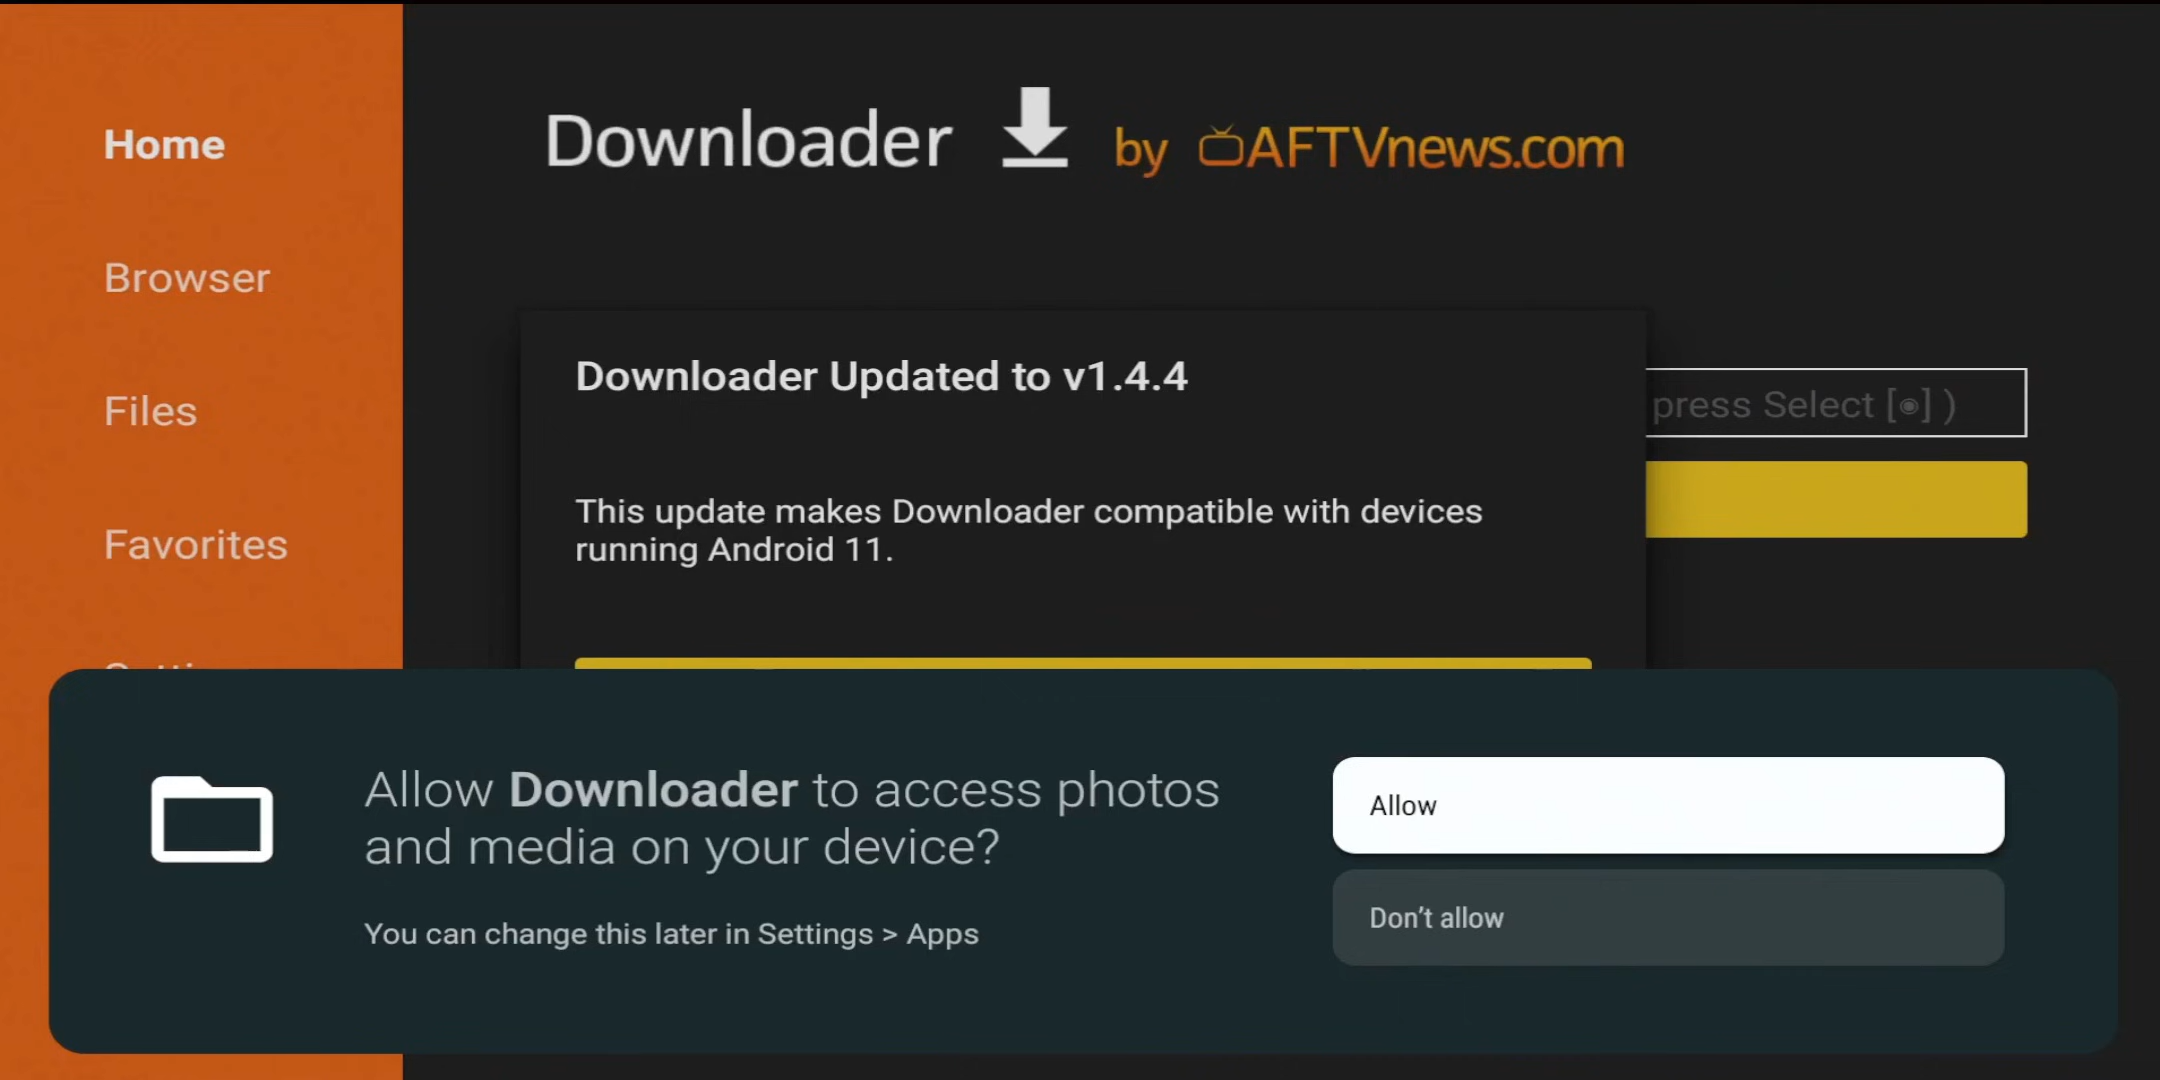 Home
Browser
Files
Favorites
Downloader by AFTVnews.com
Downloader Updated to v1.4.4
This update makes Downloader compatible with devices
running Android 11.
press Select [◉] )
Allow Downloader to access photos
and media on your device?
You can change this later in Settings > Apps
Allow
Don't allow